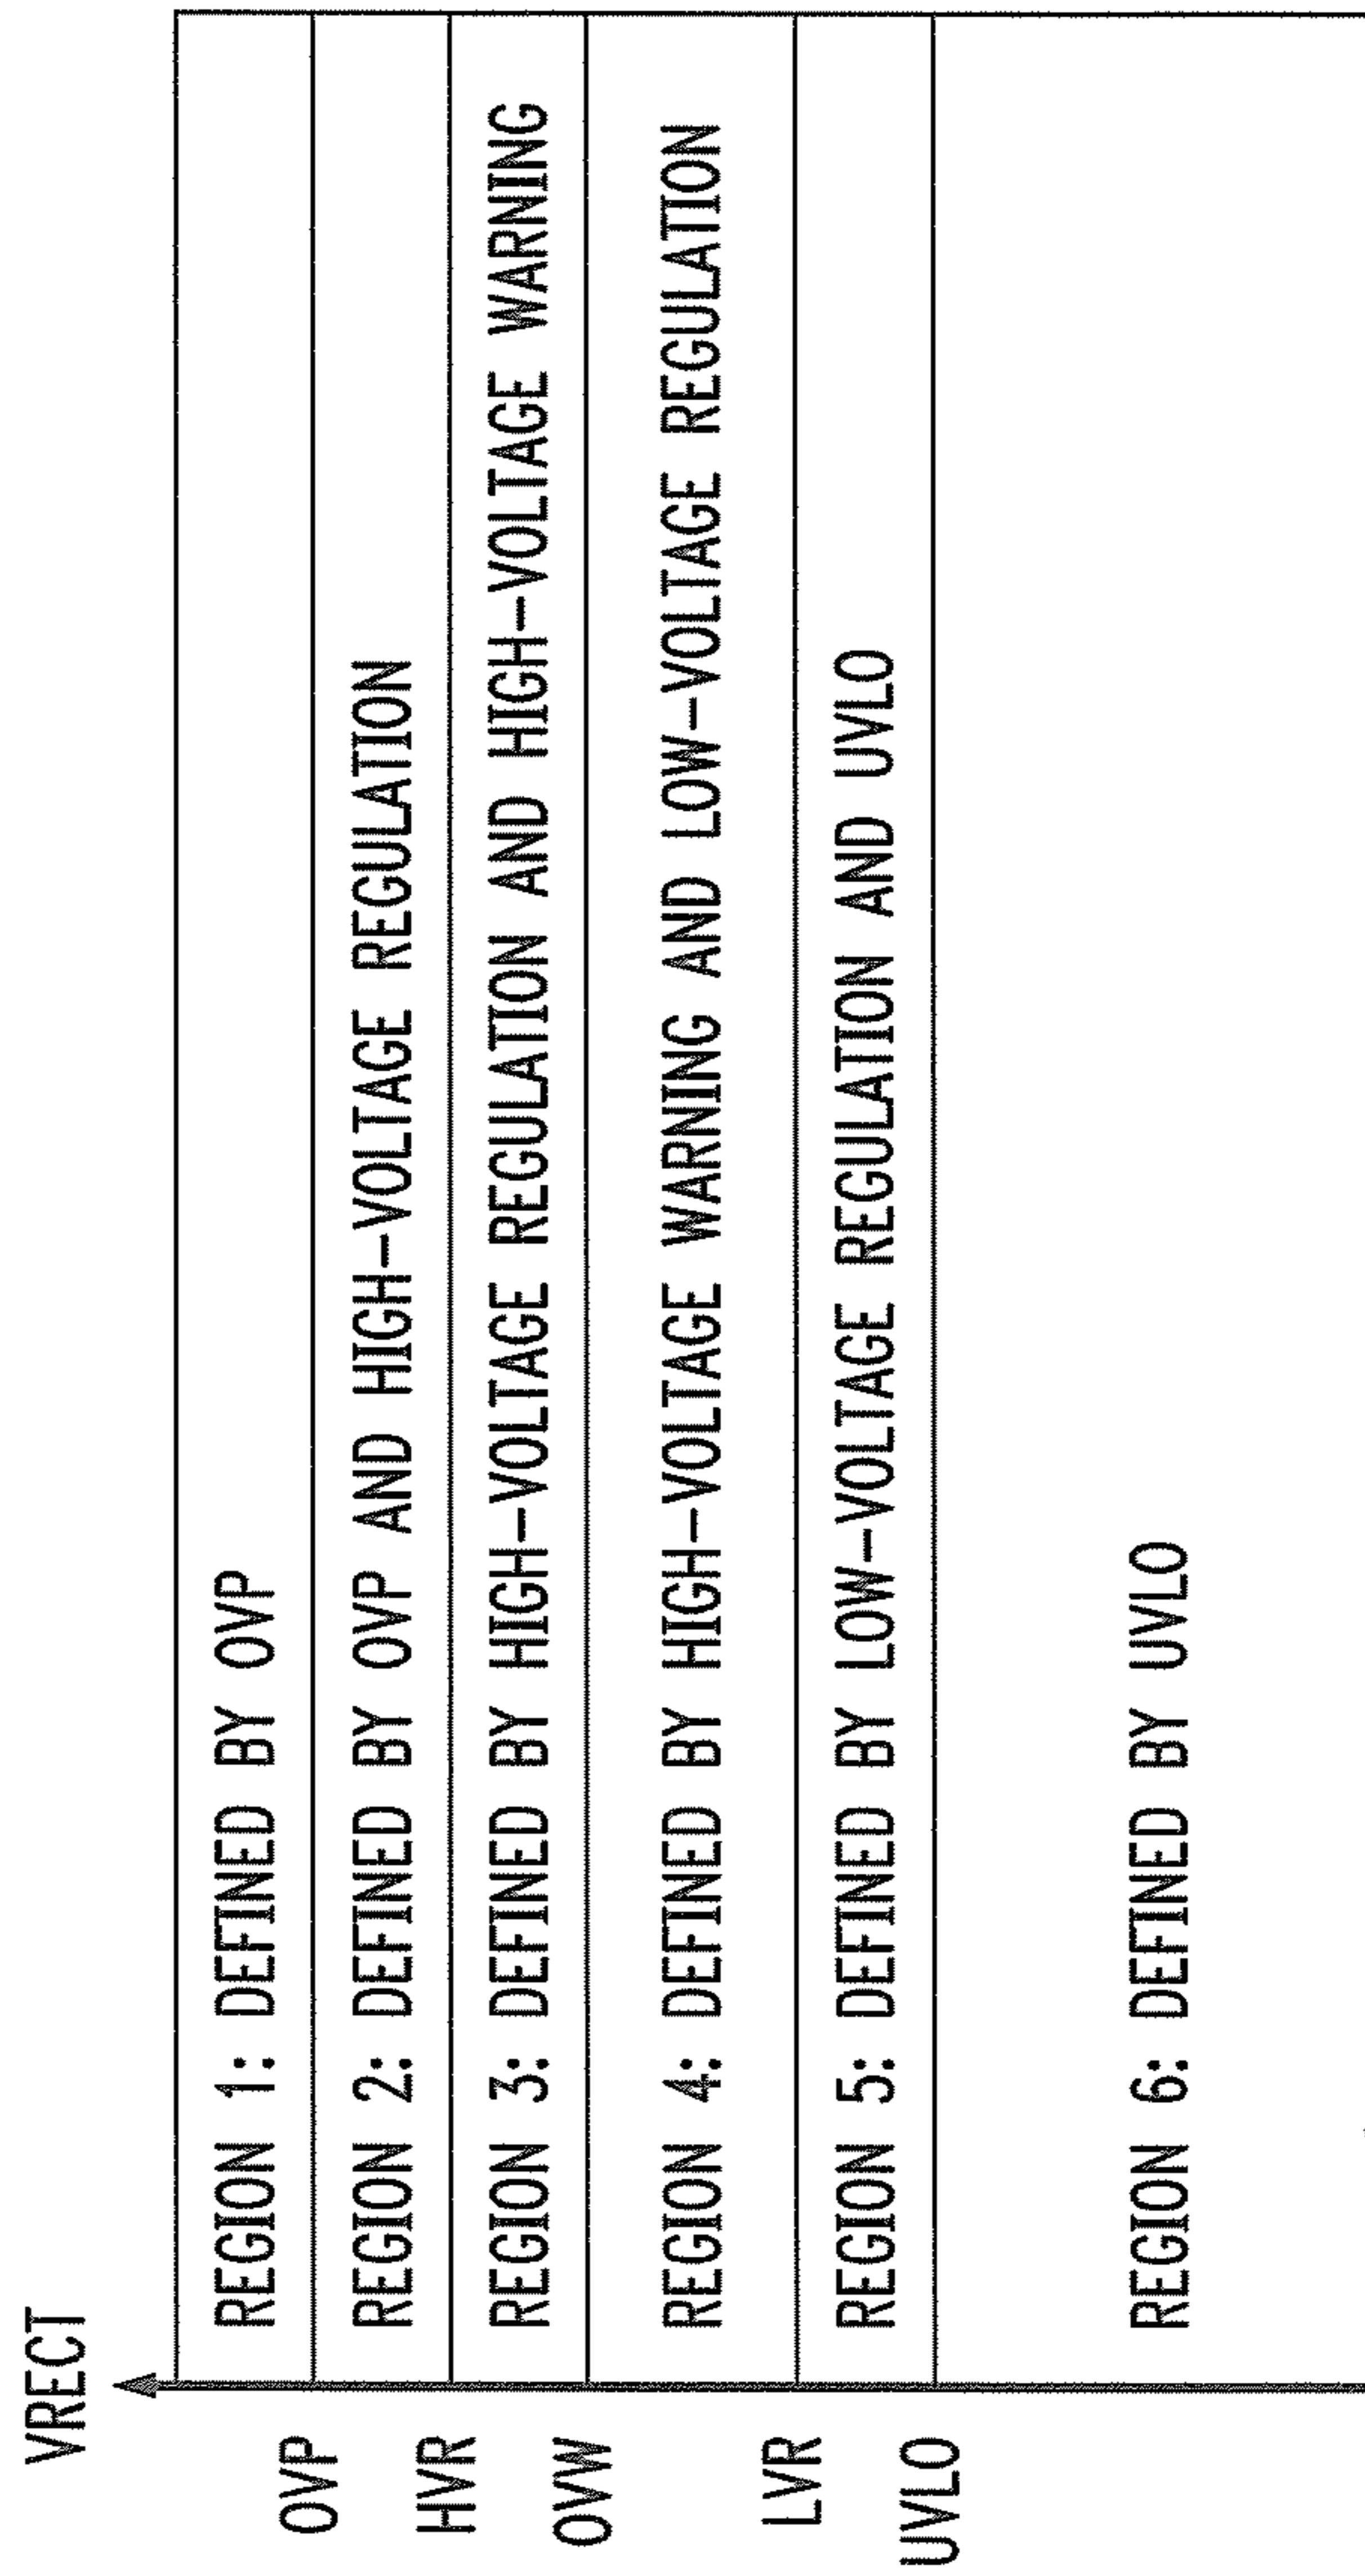 VRECT
REGION 1: DEFINED BY OVP
OVP
REGION 2: DEFINED BY OVP AND HIGH-VOLTAGE REGULATION
HVR
REGION 3: DEFINED BY HIGH-VOLTAGE REGULATION AND HIGH-VOLTAGE WARNING
OVW
REGION 4: DEFINED BY HIGH-VOLTAGE WARNING AND LOW-VOLTAGE REGULATION
LVR
REGION 5: DEFINED BY LOW-VOLTAGE REGULATION AND UVLO
UVLO
REGION 6: DEFINED BY UVLO